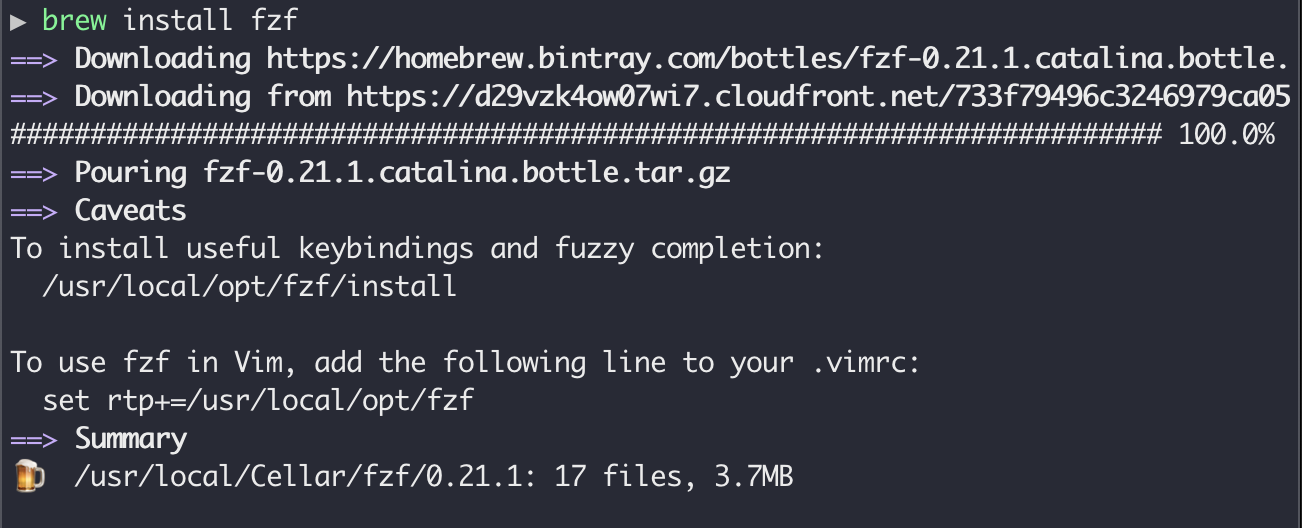 ▶ brew install fzf
==> Downloading https://homebrew.bintray.com/bottles/fzf-0.21.1.catalina.bottle.
==> Downloading from https://d29vzk4ow07wi7.cloudfront.net/733f79496c3246979ca05
######################################################################## 100.0%
==> Pouring fzf-0.21.1.catalina.bottle.tar.gz
==> Caveats
To install useful keybindings and fuzzy completion:
  /usr/local/opt/fzf/install

To use fzf in Vim, add the following line to your .vimrc:
  set rtp+=/usr/local/opt/fzf
==> Summary
🍺  /usr/local/Cellar/fzf/0.21.1: 17 files, 3.7MB